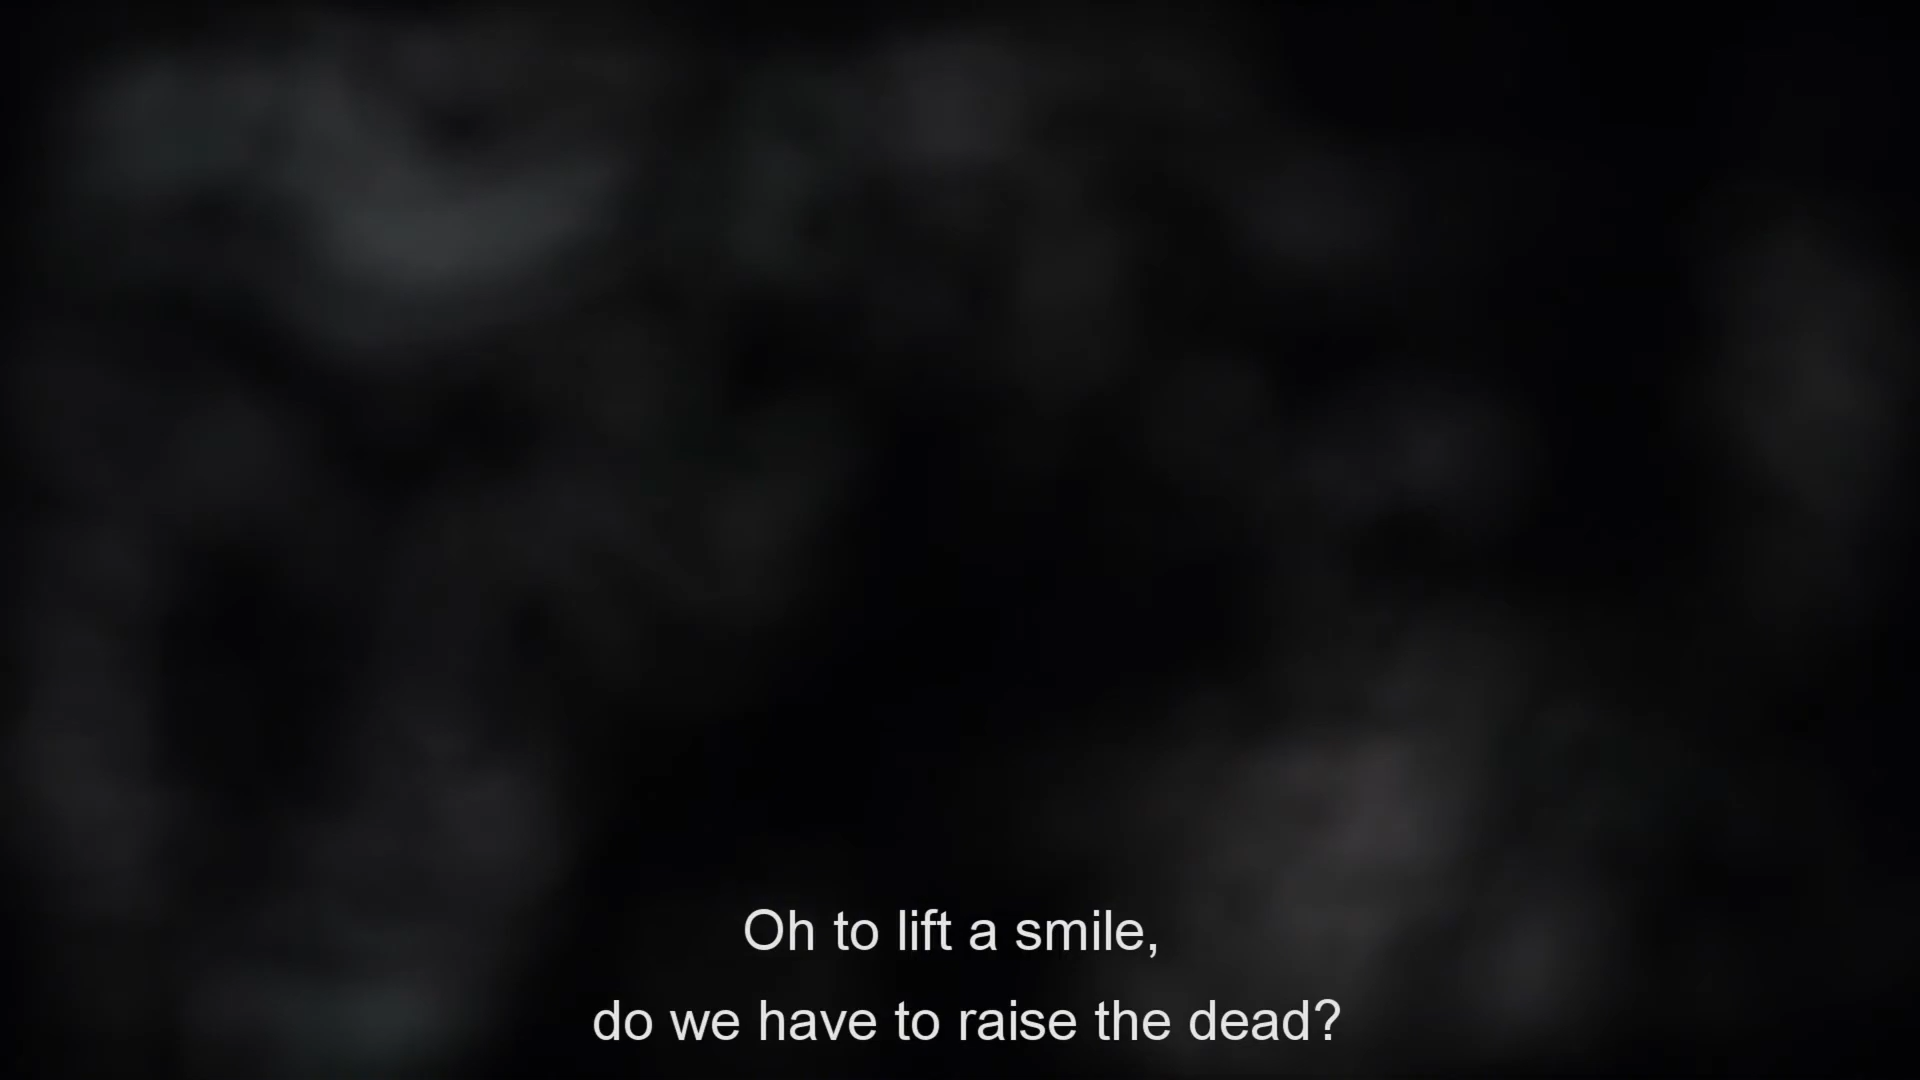 Oh to lift a smile,
do we have to raise the dead?